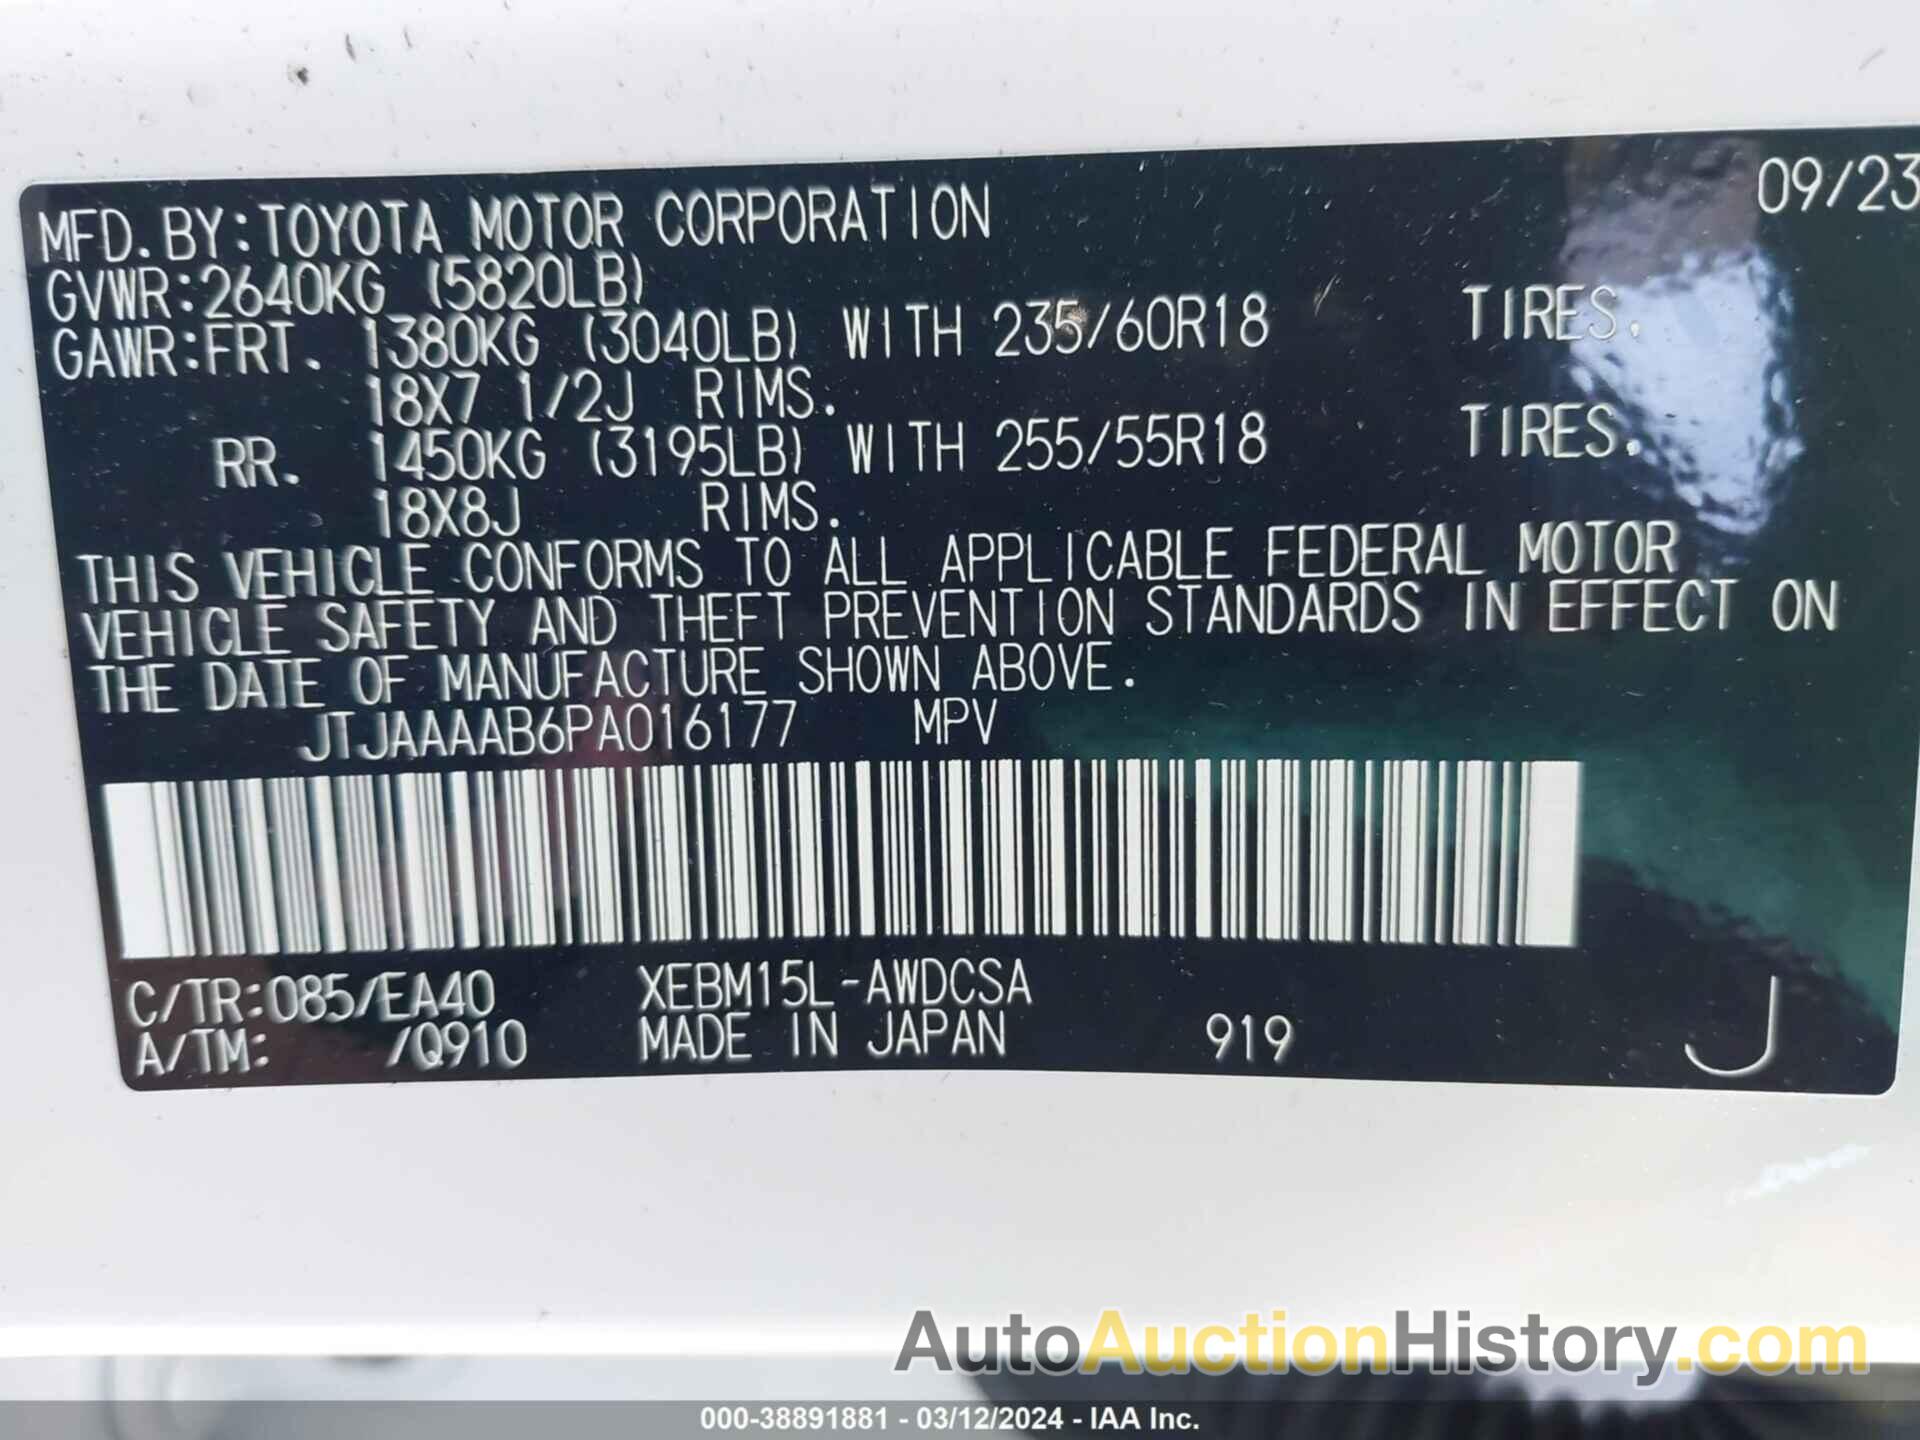 09/23
MFD.BY:TOYOTA MOTOR CORPORATION
GVWR:2640KG (5820LB)
GAWR:FRT. 1380KG (3040LB) WITH 235/60R18 TIRES,
18X7 1/2J RIMS.
RR. 1450KG (3195LB) WITH 255/55R18 TIRES.
18X8J RIMS.
THIS VEHICLE CONFORMS TO ALL APPLICABLE FEDERAL MOTOR
VEHICLE SAFETY AND THEFT PREVENTION STANDARDS IN EFFECT ON
THE DATE OF MANUFACTURE SHOWN ABOVE.
JTJAAAAB6PA016177 MPV
C/TR:085/EA40 XEBM15L-AWDCSA
A/TM: /Q910 MADE IN JAPAN 919 J
AutoAuctionHistory.com
000-38891881 - 03/12/2024 - IAA Inc.